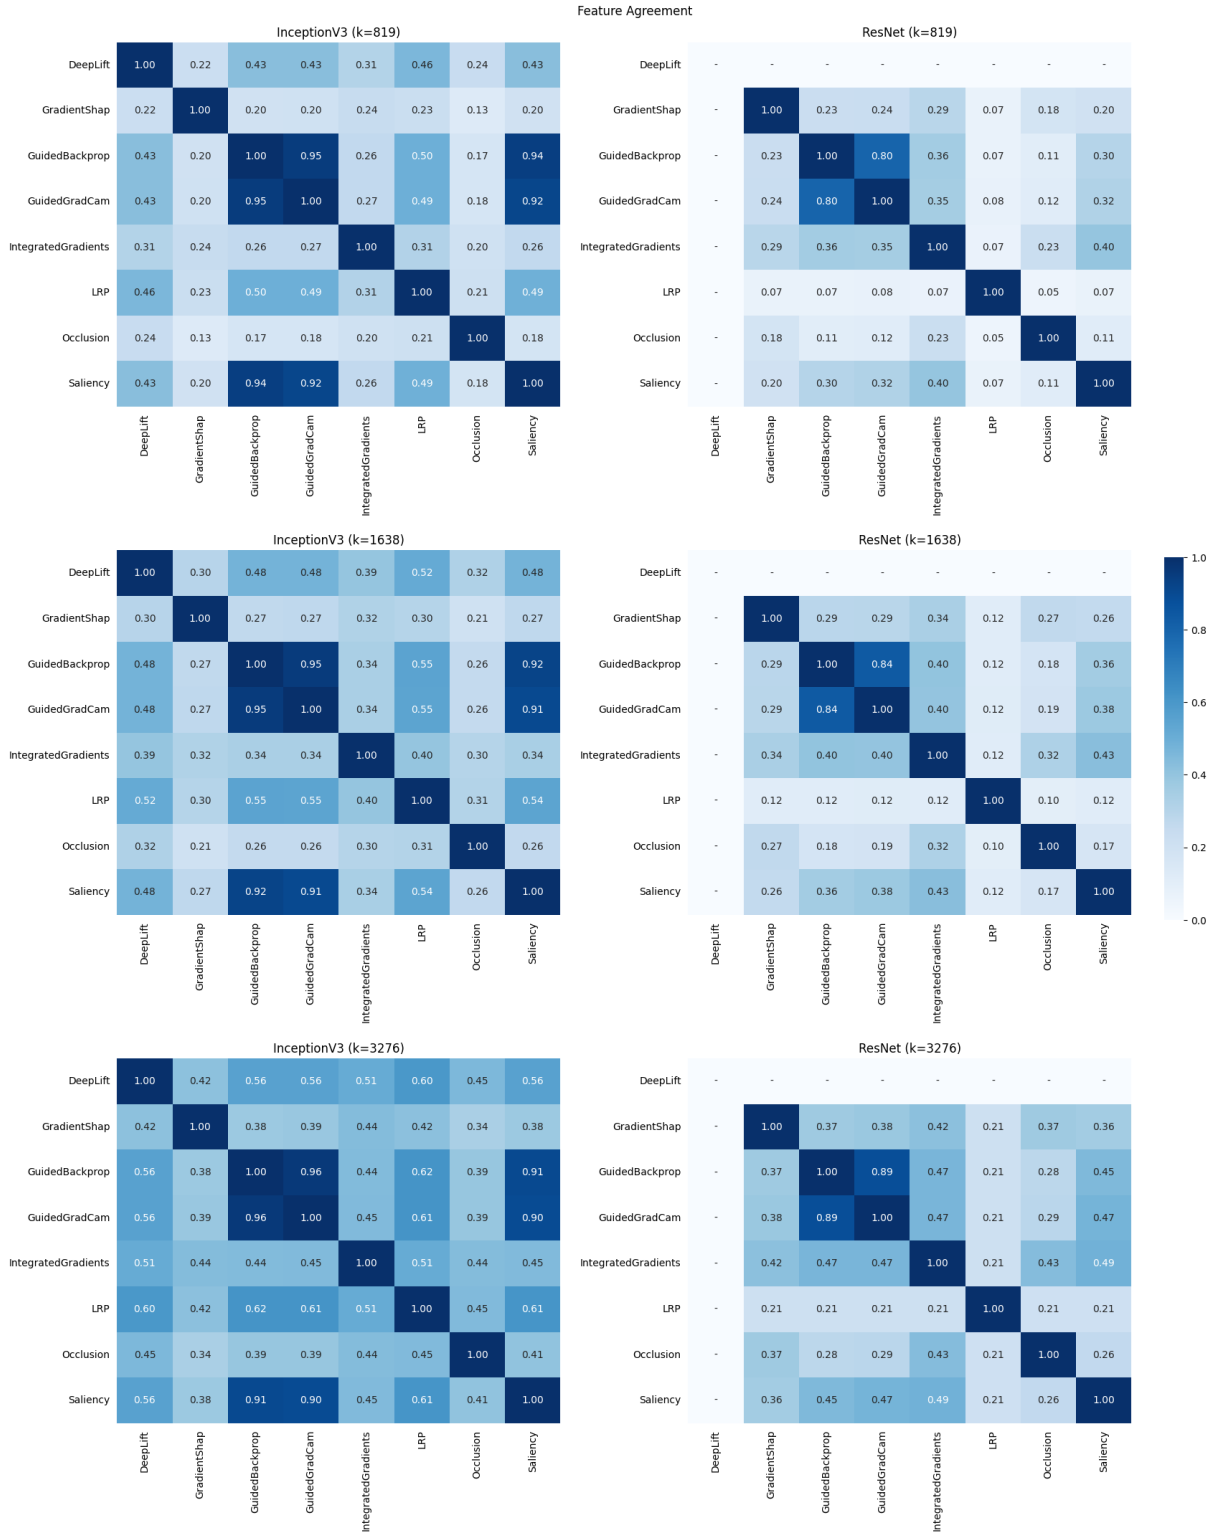 Feature Agreement
InceptionV3 (k=819)
DeepLift 1.00 0.22 0.43 0.43 0.31 0.46 0.24 0.43
GradientShap 0.22 1.00 0.20 0.20 0.24 0.23 0.13 0.20
GuidedBackprop 0.43 0.20 1.00 0.95 0.26 0.50 0.17 0.94
GuidedGradCam 0.43 0.20 0.95 1.00 0.27 0.49 0.18 0.92
IntegratedGradients 0.31 0.24 0.26 0.27 1.00 0.31 0.20 0.26
LRP 0.46 0.23 0.50 0.49 0.31 1.00 0.21 0.49
Occlusion 0.24 0.13 0.17 0.18 0.20 0.21 1.00 0.18
Saliency 0.43 0.20 0.94 0.92 0.26 0.49 0.18 1.00
DeepLift GradientShap GuidedBackprop GuidedGradCam IntegratedGradients LRP Occlusion Saliency
ResNet (k=819)
DeepLift - - - - - - - -
GradientShap - 1.00 0.23 0.24 0.29 0.07 0.18 0.20
GuidedBackprop - 0.23 1.00 0.80 0.36 0.07 0.11 0.30
GuidedGradCam - 0.24 0.80 1.00 0.35 0.08 0.12 0.32
IntegratedGradients - 0.29 0.36 0.35 1.00 0.07 0.23 0.40
LRP - 0.07 0.07 0.08 0.07 1.00 0.05 0.07
Occlusion - 0.18 0.11 0.12 0.23 0.05 1.00 0.11
Saliency - 0.20 0.30 0.32 0.40 0.07 0.11 1.00
DeepLift GradientShap GuidedBackprop GuidedGradCam IntegratedGradients LRP Occlusion Saliency
InceptionV3 (k=1638)
DeepLift 1.00 0.30 0.48 0.48 0.39 0.52 0.32 0.48
GradientShap 0.30 1.00 0.27 0.27 0.32 0.30 0.21 0.27
GuidedBackprop 0.48 0.27 1.00 0.95 0.34 0.55 0.26 0.92
GuidedGradCam 0.48 0.27 0.95 1.00 0.34 0.55 0.26 0.91
IntegratedGradients 0.39 0.32 0.34 0.34 1.00 0.40 0.30 0.34
LRP 0.52 0.30 0.55 0.55 0.40 1.00 0.31 0.54
Occlusion 0.32 0.21 0.26 0.26 0.30 0.31 1.00 0.26
Saliency 0.48 0.27 0.92 0.91 0.34 0.54 0.26 1.00
DeepLift GradientShap GuidedBackprop GuidedGradCam IntegratedGradients LRP Occlusion Saliency
ResNet (k=1638)
DeepLift - - - - - - - -
GradientShap - 1.00 0.29 0.29 0.34 0.12 0.27 0.26
GuidedBackprop - 0.29 1.00 0.84 0.40 0.12 0.18 0.36
GuidedGradCam - 0.29 0.84 1.00 0.40 0.12 0.19 0.38
IntegratedGradients - 0.34 0.40 0.40 1.00 0.12 0.32 0.43
LRP - 0.12 0.12 0.12 0.12 1.00 0.10 0.12
Occlusion - 0.27 0.18 0.19 0.32 0.10 1.00 0.17
Saliency - 0.26 0.36 0.38 0.43 0.12 0.17 1.00
DeepLift GradientShap GuidedBackprop GuidedGradCam IntegratedGradients LRP Occlusion Saliency
1.0
0.8
0.6
0.4
0.2
0.0
InceptionV3 (k=3276)
DeepLift 1.00 0.42 0.56 0.56 0.51 0.60 0.45 0.56
GradientShap 0.42 1.00 0.38 0.39 0.44 0.42 0.34 0.38
GuidedBackprop 0.56 0.38 1.00 0.96 0.44 0.62 0.39 0.91
GuidedGradCam 0.56 0.39 0.96 1.00 0.45 0.61 0.39 0.90
IntegratedGradients 0.51 0.44 0.44 0.45 1.00 0.51 0.44 0.45
LRP 0.60 0.42 0.62 0.61 0.51 1.00 0.45 0.61
Occlusion 0.45 0.34 0.39 0.39 0.44 0.45 1.00 0.41
Saliency 0.56 0.38 0.91 0.90 0.45 0.61 0.41 1.00
DeepLift GradientShap GuidedBackprop GuidedGradCam IntegratedGradients LRP Occlusion Saliency
ResNet (k=3276)
DeepLift - - - - - - - -
GradientShap - 1.00 0.37 0.38 0.42 0.21 0.37 0.36
GuidedBackprop - 0.37 1.00 0.89 0.47 0.21 0.28 0.45
GuidedGradCam - 0.38 0.89 1.00 0.47 0.21 0.29 0.47
IntegratedGradients - 0.42 0.47 0.47 1.00 0.21 0.43 0.49
LRP - 0.21 0.21 0.21 0.21 1.00 0.21 0.21
Occlusion - 0.37 0.28 0.29 0.43 0.21 1.00 0.26
Saliency - 0.36 0.45 0.47 0.49 0.21 0.26 1.00
DeepLift GradientShap GuidedBackprop GuidedGradCam IntegratedGradients LRP Occlusion Saliency